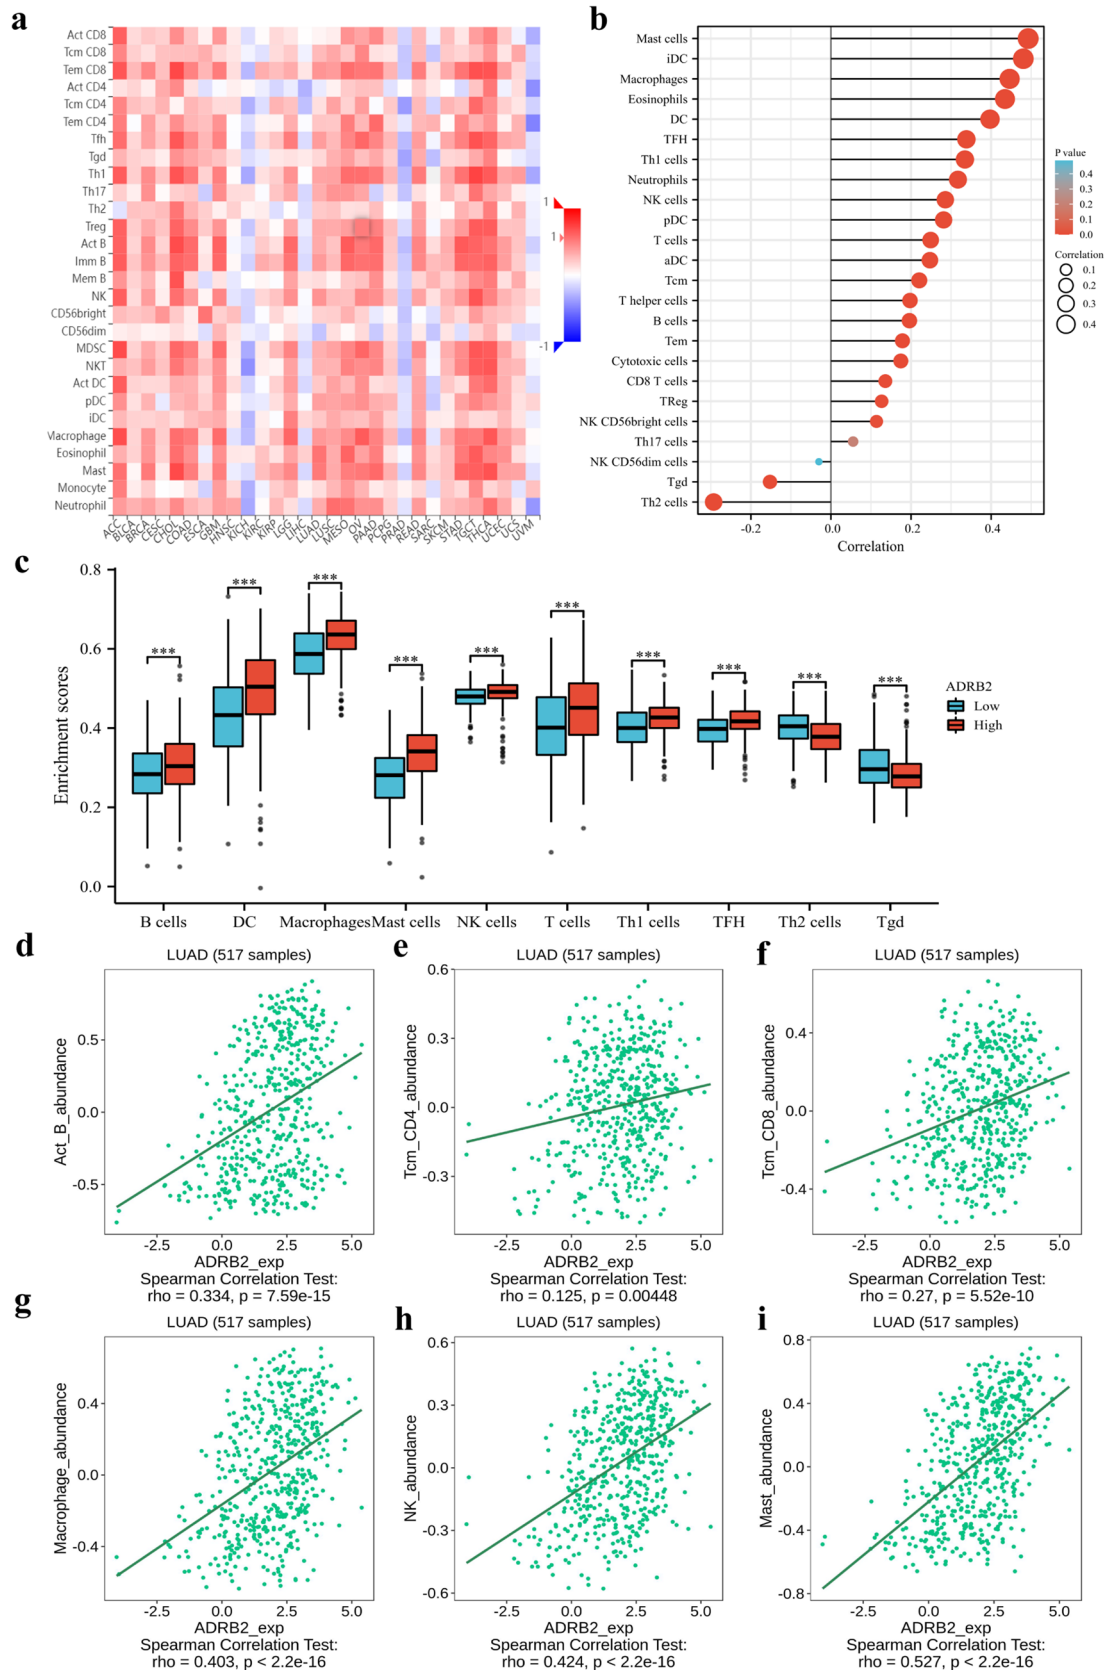 a
Act CD8
Tcm CD8
Tem CD8
Act CD4
Tcm CD4
Tem CD4
Tfh
Tgd
Th1
Th17
Th2
Treg
Act B
Imm B
Mem B
NK
CD56bright
CD56dim
MDSC
NKT
Act DC
pDC
iDC
Macrophage
Eosinophil
Mast
Monocyte
Neutrophil
ACC
BLCA
BRCA
CESC
CHOL
COAD
ESCA
GBM
HNSC
KICH
KIRC
KIRP
LGG
LIHC
LUAD
LUSC
MESO
OV
PAAD
PCPG
PRAD
READ
SARC
SKCM
STAD
TGCT
THCA
UCEC
UCS
UVM
1
1
-1
b
Mast cells
iDC
Macrophages
Eosinophils
DC
TFH
Th1 cells
Neutrophils
NK cells
pDC
T cells
aDC
Tcm
T helper cells
B cells
Tem
Cytotoxic cells
CD8 T cells
TReg
NK CD56bright cells
Th17 cells
NK CD56dim cells
Tgd
Th2 cells
-0.2 0.0 0.2 0.4
Correlation
P value
0.4
0.3
0.2
0.1
0.0
Correlation
0.1
0.2
0.3
0.4
c
Enrichment scores
0.8
0.6
0.4
0.2
0.0
*** *** *** *** *** *** *** *** *** ***
B cells DC Macrophages Mast cells NK cells T cells Th1 cells TFH Th2 cells Tgd
ADRB2
Low
High
d
LUAD (517 samples)
Act_B_abundance
0.5
0.0
-0.5
-2.5 0.0 2.5 5.0
ADRB2_exp
Spearman Correlation Test:
rho = 0.334, p = 7.59e-15
e
LUAD (517 samples)
Tcm_CD4_abundance
0.6
0.3
0.0
-0.3
-2.5 0.0 2.5 5.0
ADRB2_exp
Spearman Correlation Test:
rho = 0.125, p = 0.00448
f
LUAD (517 samples)
Tcm_CD8_abundance
0.4
0.0
-0.4
-2.5 0.0 2.5 5.0
ADRB2_exp
Spearman Correlation Test:
rho = 0.27, p = 5.52e-10
g
LUAD (517 samples)
Macrophage_abundance
0.4
0.0
-0.4
-2.5 0.0 2.5 5.0
ADRB2_exp
Spearman Correlation Test:
rho = 0.403, p < 2.2e-16
h
LUAD (517 samples)
NK_abundance
0.6
0.3
0.0
-0.3
-0.6
-2.5 0.0 2.5 5.0
ADRB2_exp
Spearman Correlation Test:
rho = 0.424, p < 2.2e-16
i
LUAD (517 samples)
Mast_abundance
0.8
0.4
0.0
-0.4
-0.8
-2.5 0.0 2.5 5.0
ADRB2_exp
Spearman Correlation Test:
rho = 0.527, p < 2.2e-16